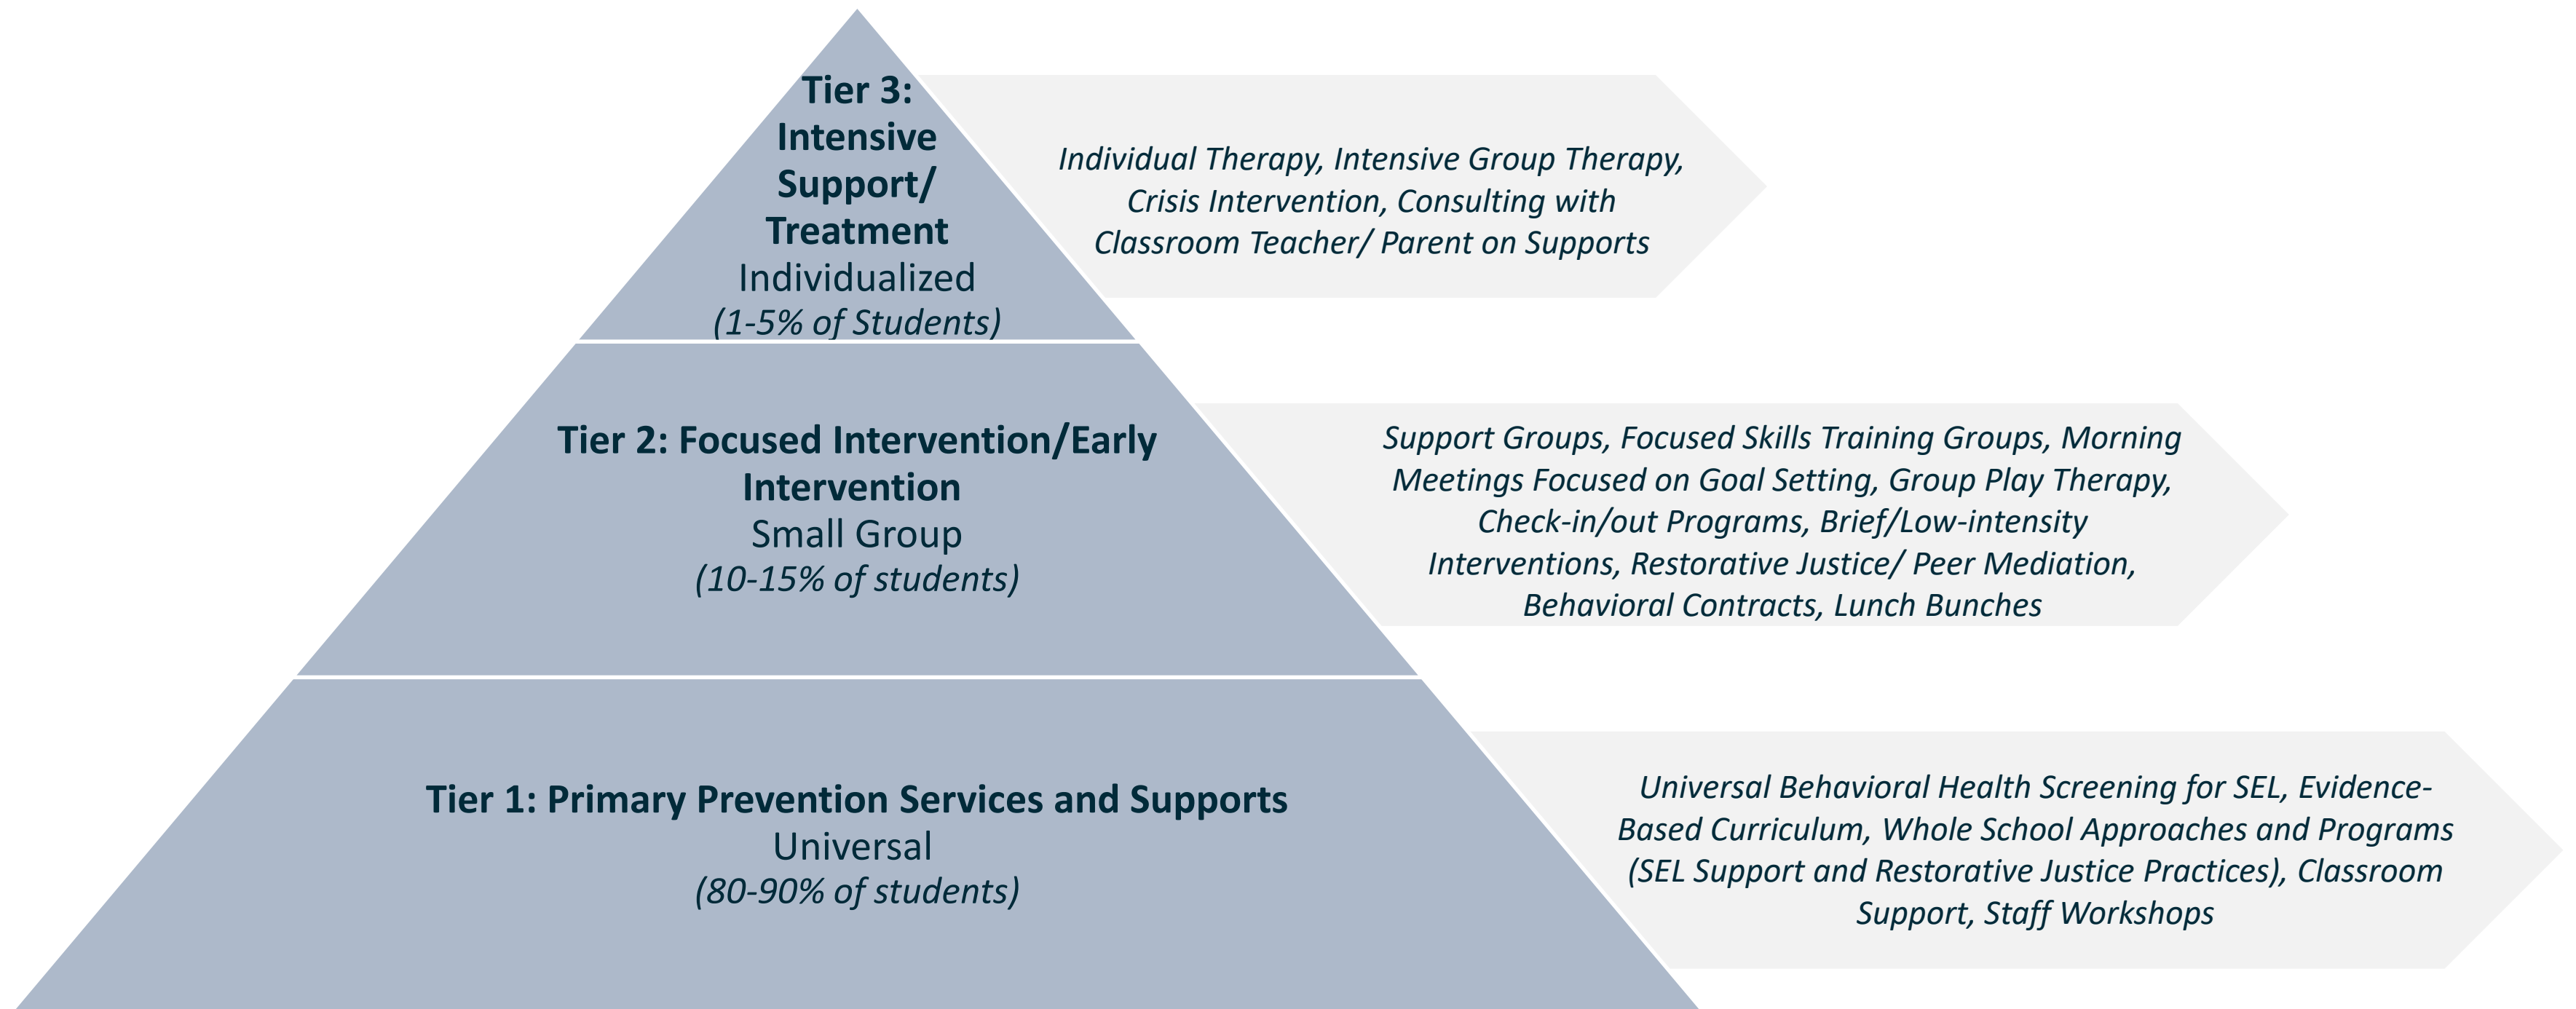 Tier 3:
Intensive
Support/
Treatment
Individualized
(1-5% of Students)
Individual Therapy, Intensive Group Therapy,
Crisis Intervention, Consulting with
Classroom Teacher/ Parent on Supports
Tier 2: Focused Intervention/Early
Intervention
Small Group
(10-15% of students)
Support Groups, Focused Skills Training Groups, Morning
Meetings Focused on Goal Setting, Group Play Therapy,
Check-in/out Programs, Brief/Low-intensity
Interventions, Restorative Justice/ Peer Mediation,
Behavioral Contracts, Lunch Bunches
Tier 1: Primary Prevention Services and Supports
Universal
(80-90% of students)
Universal Behavioral Health Screening for SEL, Evidence-
Based Curriculum, Whole School Approaches and Programs
(SEL Support and Restorative Justice Practices), Classroom
Support, Staff Workshops